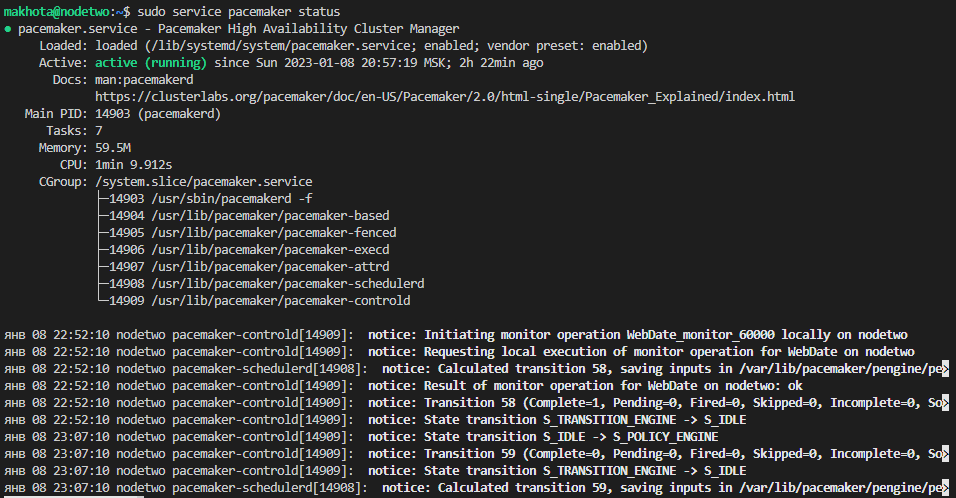 makhota@nodetwo:~$ sudo service pacemaker status
● pacemaker.service - Pacemaker High Availability Cluster Manager
     Loaded: loaded (/lib/systemd/system/pacemaker.service; enabled; vendor preset: enabled)
     Active: active (running) since Sun 2023-01-08 20:57:19 MSK; 2h 22min ago
       Docs: man:pacemakerd
             https://clusterlabs.org/pacemaker/doc/en-US/Pacemaker/2.0/html-single/Pacemaker_Explained/index.html
   Main PID: 14903 (pacemakerd)
      Tasks: 7
     Memory: 59.5M
        CPU: 1min 9.912s
     CGroup: /system.slice/pacemaker.service
             ├─14903 /usr/sbin/pacemakerd -f
             ├─14904 /usr/lib/pacemaker/pacemaker-based
             ├─14905 /usr/lib/pacemaker/pacemaker-fenced
             ├─14906 /usr/lib/pacemaker/pacemaker-execd
             ├─14907 /usr/lib/pacemaker/pacemaker-attrd
             ├─14908 /usr/lib/pacemaker/pacemaker-schedulerd
             └─14909 /usr/lib/pacemaker/pacemaker-controld
янв 08 22:52:10 nodetwo pacemaker-controld[14909]:  notice: Initiating monitor operation WebDate_monitor_60000 locally on nodetwo
янв 08 22:52:10 nodetwo pacemaker-controld[14909]:  notice: Requesting local execution of monitor operation for WebDate on nodetwo
янв 08 22:52:10 nodetwo pacemaker-schedulerd[14908]:  notice: Calculated transition 58, saving inputs in /var/lib/pacemaker/pengine/pe>
янв 08 22:52:10 nodetwo pacemaker-controld[14909]:  notice: Result of monitor operation for WebDate on nodetwo: ok
янв 08 22:52:10 nodetwo pacemaker-controld[14909]:  notice: Transition 58 (Complete=1, Pending=0, Fired=0, Skipped=0, Incomplete=0, So>
янв 08 22:52:10 nodetwo pacemaker-controld[14909]:  notice: State transition S_TRANSITION_ENGINE -> S_IDLE
янв 08 23:07:10 nodetwo pacemaker-controld[14909]:  notice: State transition S_IDLE -> S_POLICY_ENGINE
янв 08 23:07:10 nodetwo pacemaker-controld[14909]:  notice: Transition 59 (Complete=0, Pending=0, Fired=0, Skipped=0, Incomplete=0, So>
янв 08 23:07:10 nodetwo pacemaker-controld[14909]:  notice: State transition S_TRANSITION_ENGINE -> S_IDLE
янв 08 23:07:10 nodetwo pacemaker-schedulerd[14908]:  notice: Calculated transition 59, saving inputs in /var/lib/pacemaker/pengine/pe>